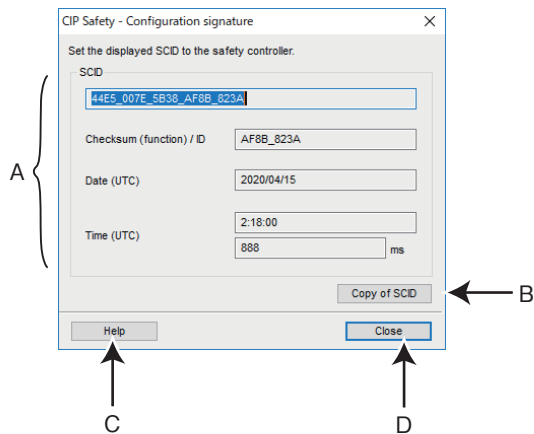 CIP Safety - Configuration signature
Set the displayed SCID to the safety controller.
SCID
44E5_007E_5B38_AF8B_823A
Checksum (function) / ID AF8B_823A
Date (UTC) 2020/04/15
Time (UTC) 2:18:00
888 ms
Copy of SCID
Help Close
A
B
C
D